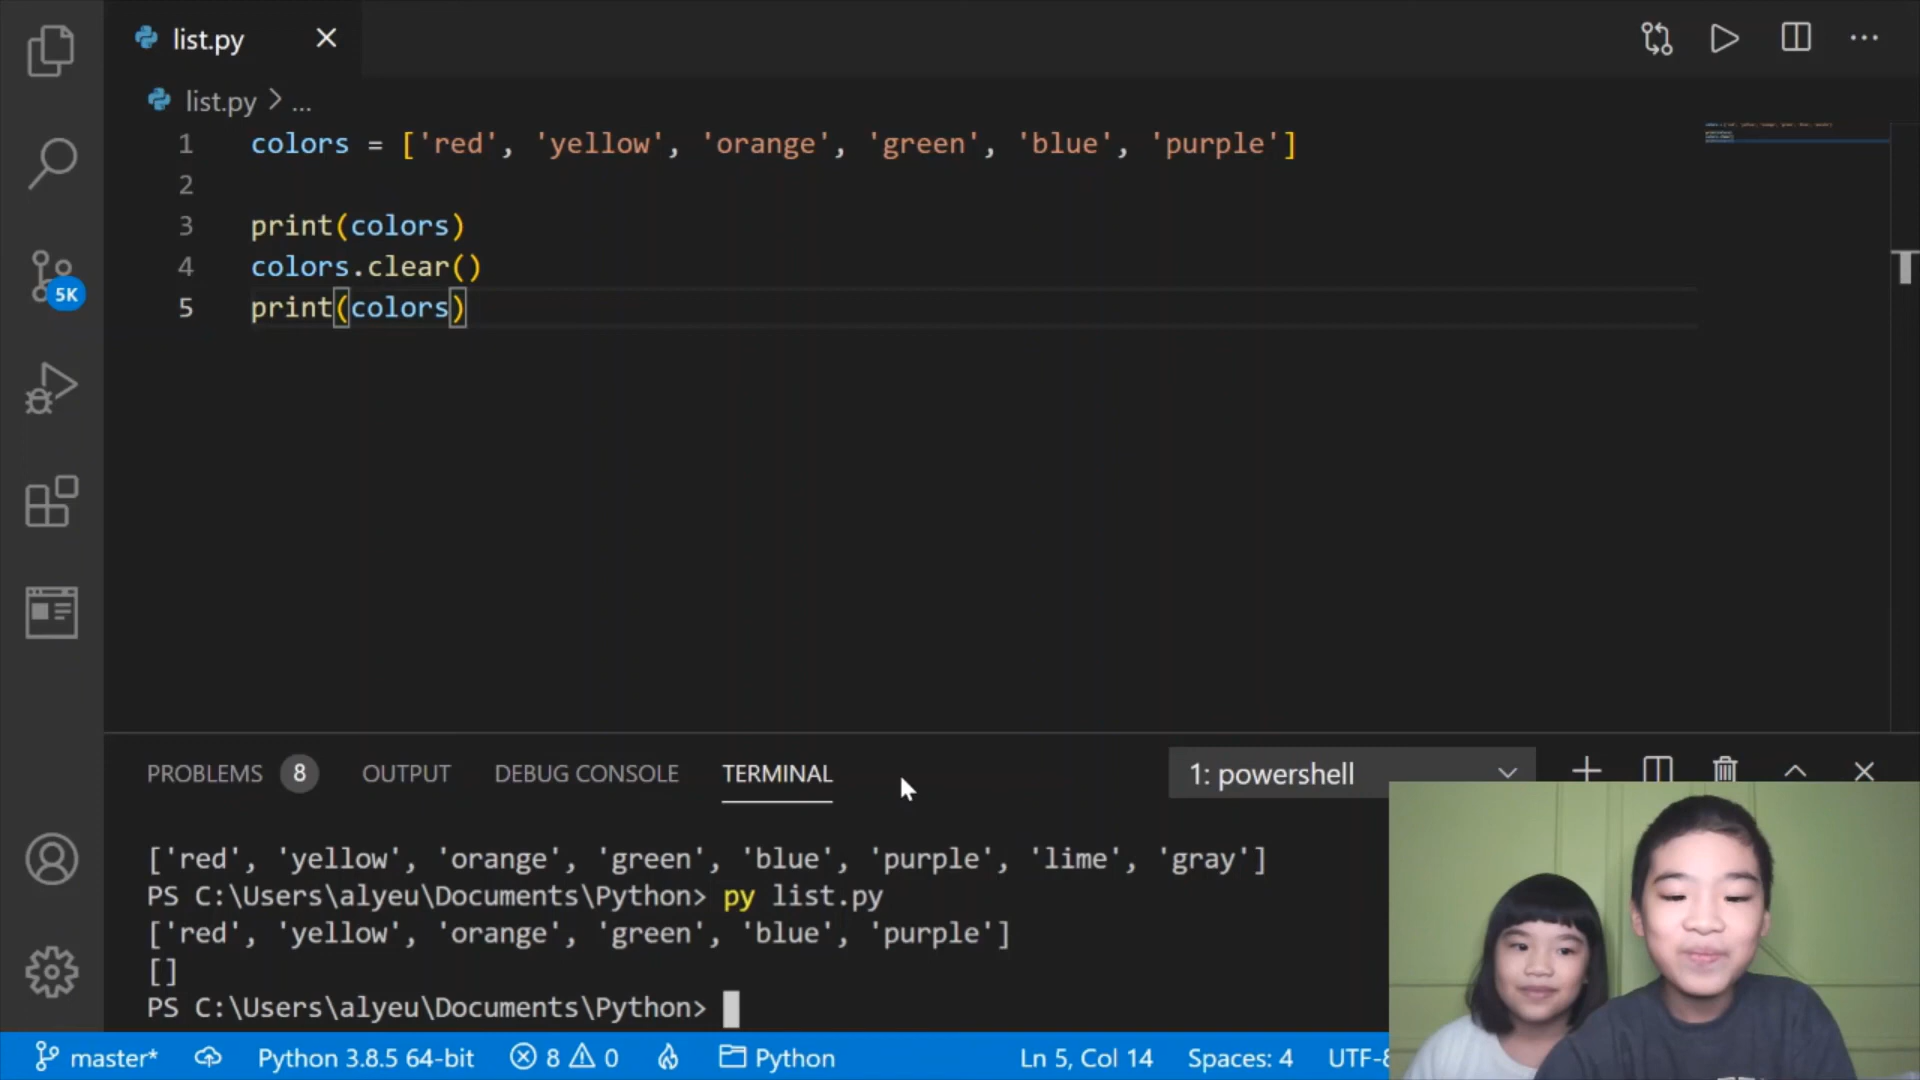 list.py
list.py > ...
1 colors = ['red', 'yellow', 'orange', 'green', 'blue', 'purple']
2
3 print(colors)
4 colors.clear()
5 print(colors)
5K
PROBLEMS 8 OUTPUT DEBUG CONSOLE TERMINAL 1: powershell
['red', 'yellow', 'orange', 'green', 'blue', 'purple', 'lime', 'gray']
PS C:\Users\alyeu\Documents\Python> py list.py
['red', 'yellow', 'orange', 'green', 'blue', 'purple']
[]
PS C:\Users\alyeu\Documents\Python>
master* Python 3.8.5 64-bit 8 0 Python Ln 5, Col 14 Spaces: 4 UTF-8